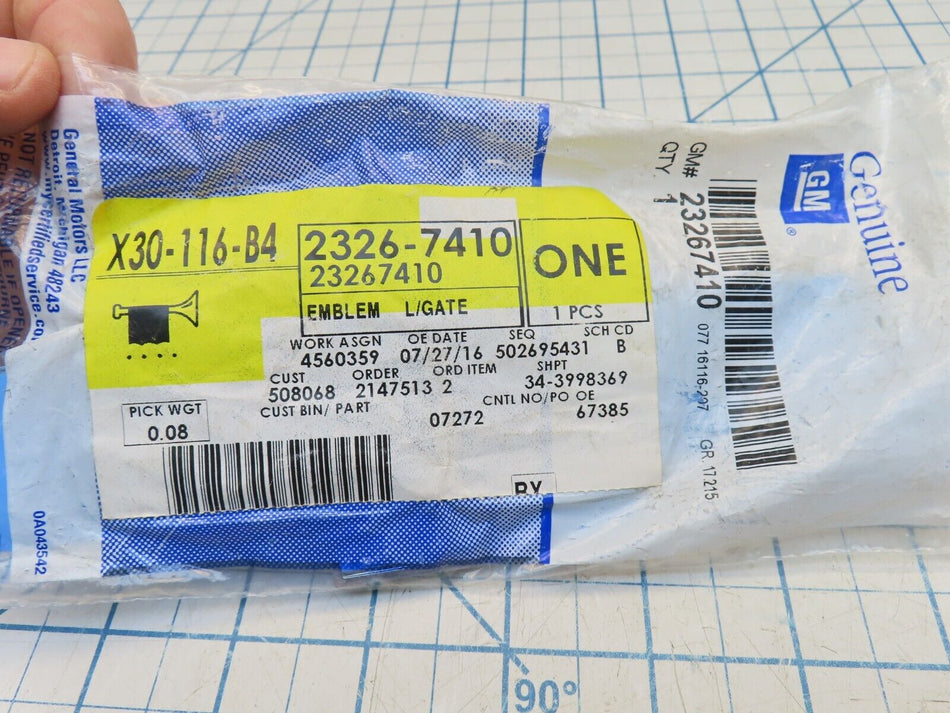 General Motors LLC
Detroit, Michigan 48243
X30-116-B4
2326-7410
23267410
EMBLEM L/GATE
ONE
1 PCS
WORK ASGN OE DATE SEQ SCH CD
4560359 07/27/16 502695431 B
CUST ORDER ORD ITEM SHPT
508068 2147513 2 34-3998369
CUST BIN/ PART CNTL NO/PO OE
07272 67385
PICK WGT
0.08
0A043542
GM# 23267410
QTY 1
077 16116-297 GR. 17215
GM
®
Genuine
90°